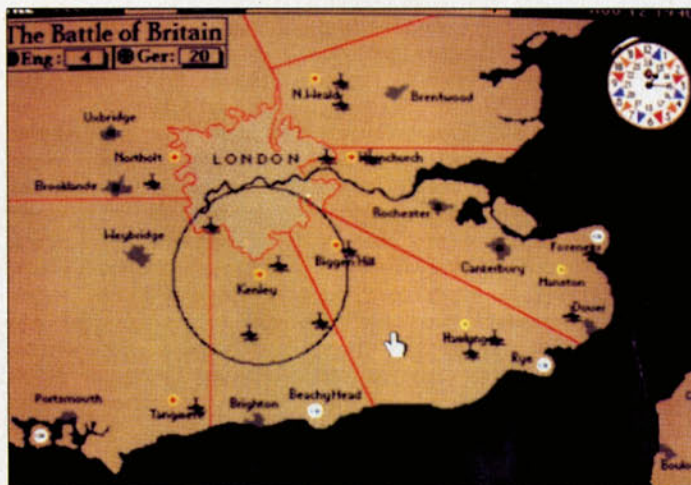 The Battle of Britain
Eng: 4 Ger: 20
N.Weald
Brentwood
Uxbridge
Northolt
LONDON
Hornchurch
Brooklands
Rochester
Weybridge
Biggen Hill
Canterbury
Foreness
Kenley
Manston
Dover
Hawkinge
Rye
Portsmouth
Tangmere
Brighton
Beachy Head